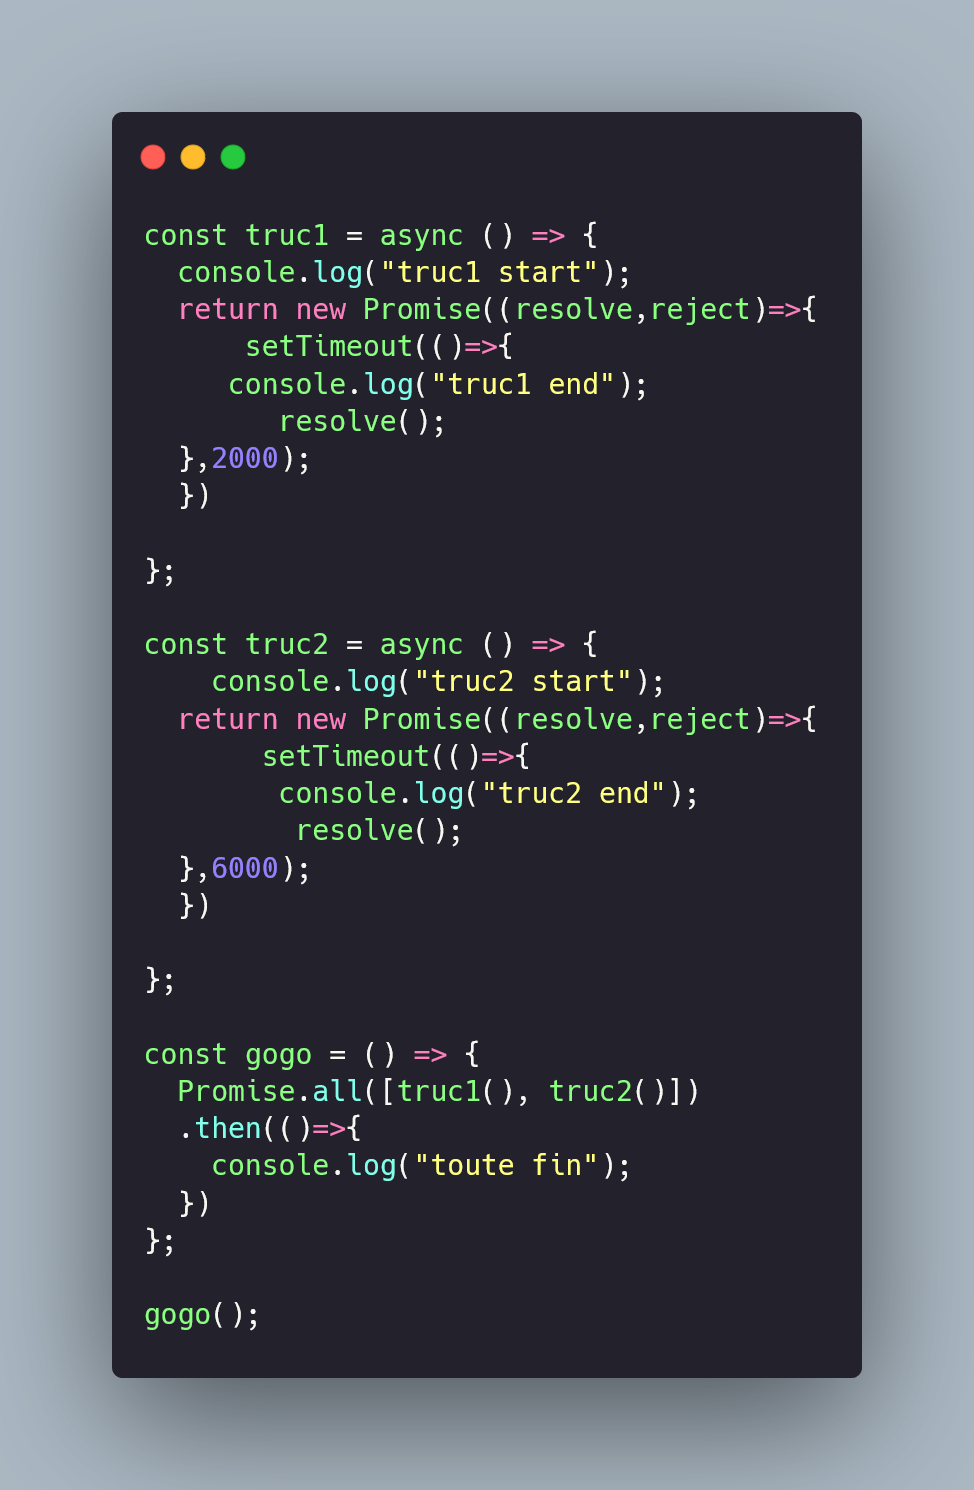 const truc1 = async () => {
  console.log("truc1 start");
  return new Promise((resolve,reject)=>{
      setTimeout(()=>{
     console.log("truc1 end");
        resolve();
  },2000);
  })

};

const truc2 = async () => {
    console.log("truc2 start");
  return new Promise((resolve,reject)=>{
       setTimeout(()=>{
        console.log("truc2 end");
         resolve();
  },6000);
  })

};

const gogo = () => {
  Promise.all([truc1(), truc2()])
  .then(()=>{
    console.log("toute fin");
  })
};

gogo();